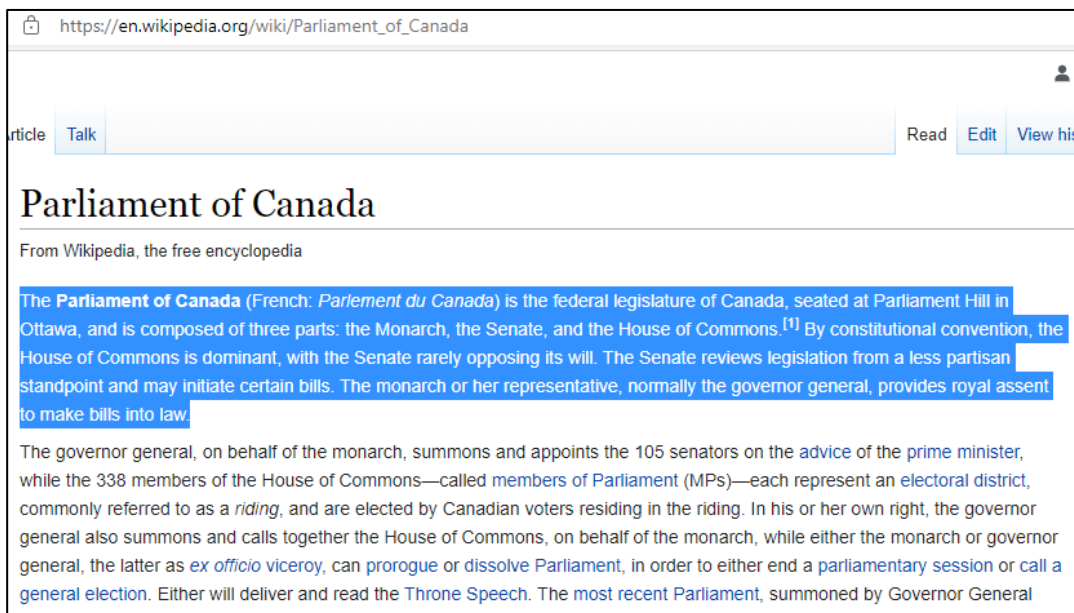 https://en.wikipedia.org/wiki/Parliament_of_Canada
Article Talk Read Edit View his
Parliament of Canada
From Wikipedia, the free encyclopedia
The Parliament of Canada (French: Parlement du Canada) is the federal legislature of Canada, seated at Parliament Hill in
Ottawa, and is composed of three parts: the Monarch, the Senate, and the House of Commons.[1] By constitutional convention, the
House of Commons is dominant, with the Senate rarely opposing its will. The Senate reviews legislation from a less partisan
standpoint and may initiate certain bills. The monarch or her representative, normally the governor general, provides royal assent
to make bills into law.
The governor general, on behalf of the monarch, summons and appoints the 105 senators on the advice of the prime minister,
while the 338 members of the House of Commons—called members of Parliament (MPs)—each represent an electoral district,
commonly referred to as a riding, and are elected by Canadian voters residing in the riding. In his or her own right, the governor
general also summons and calls together the House of Commons, on behalf of the monarch, while either the monarch or governor
general, the latter as ex officio viceroy, can prorogue or dissolve Parliament, in order to either end a parliamentary session or call a
general election. Either will deliver and read the Throne Speech. The most recent Parliament, summoned by Governor General